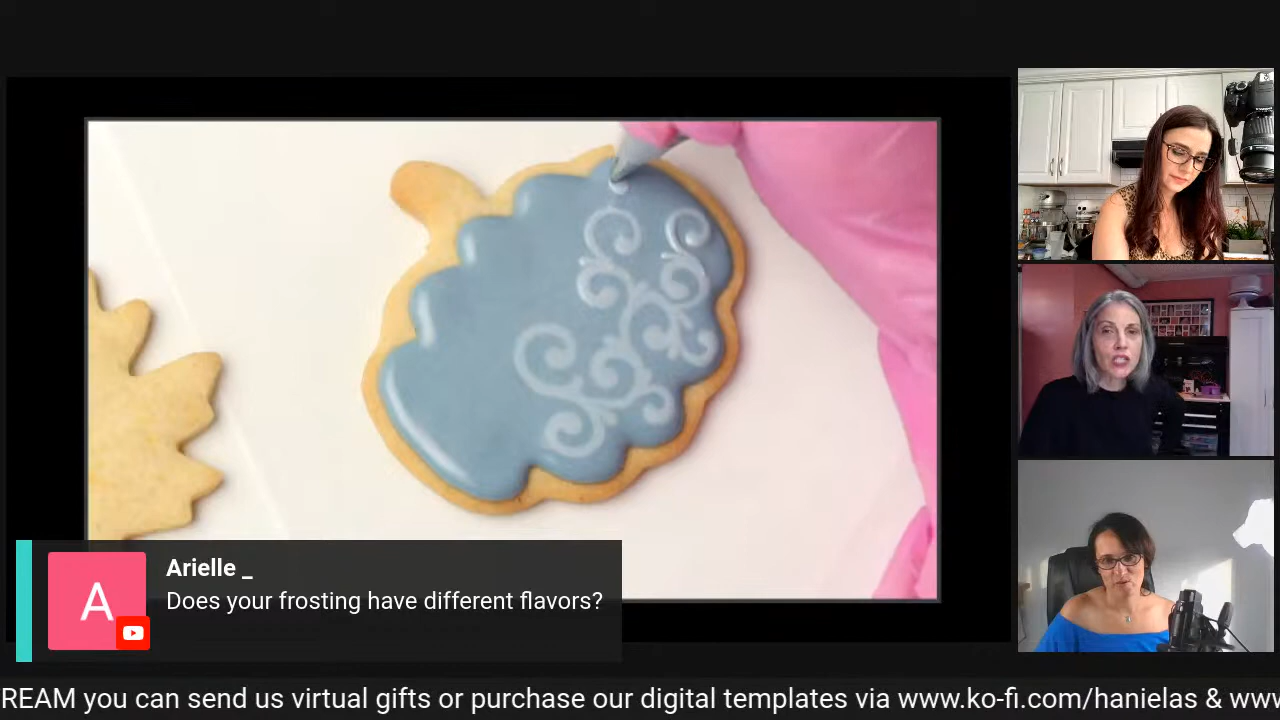 A
Arielle _
Does your frosting have different flavors?
REAM you can send us virtual gifts or purchase our digital templates via www.ko-fi.com/hanielas & www